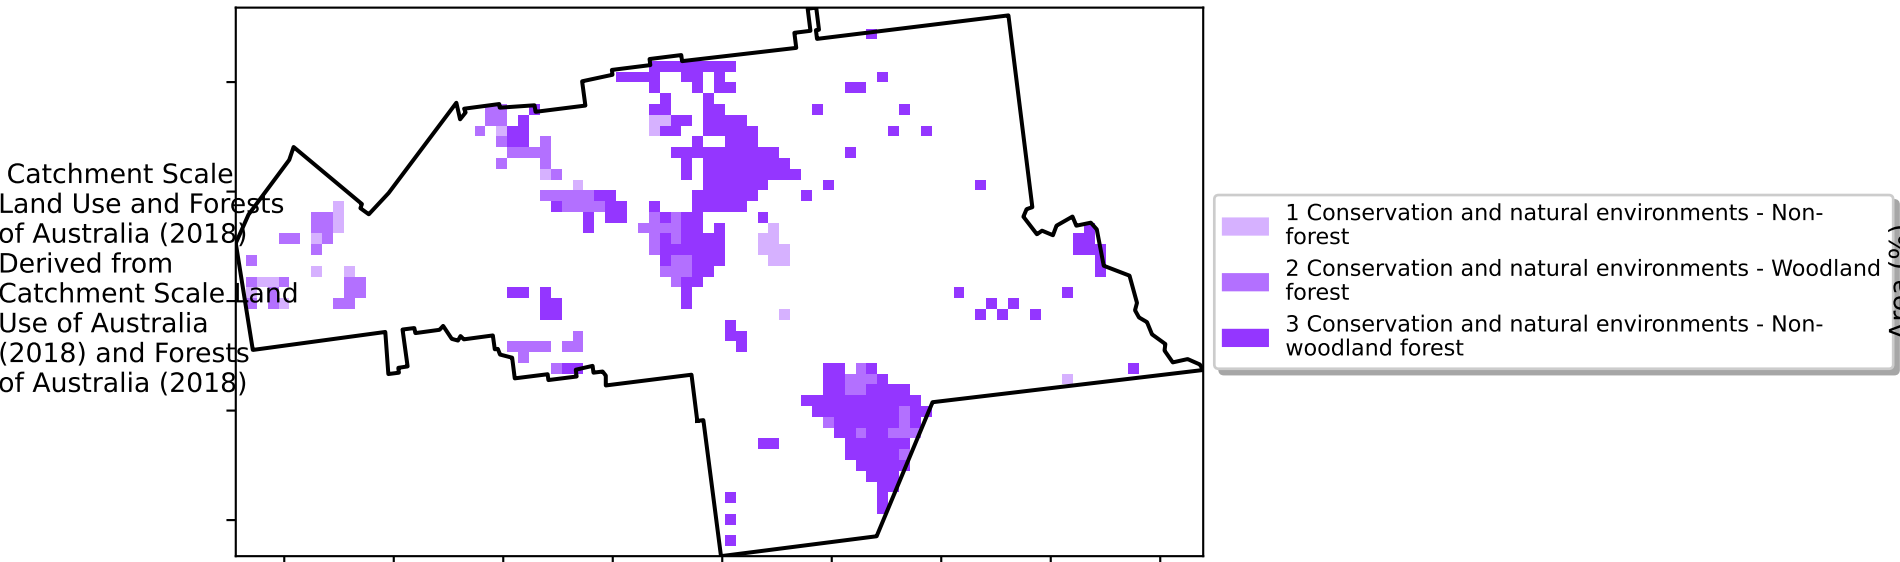 Catchment Scale
Land Use and Forests
of Australia (2018)
Derived from
Catchment Scale Land
Use of Australia
(2018) and Forests
of Australia (2018)
1 Conservation and natural environments - Non-
forest
2 Conservation and natural environments - Woodland
forest
3 Conservation and natural environments - Non-
woodland forest